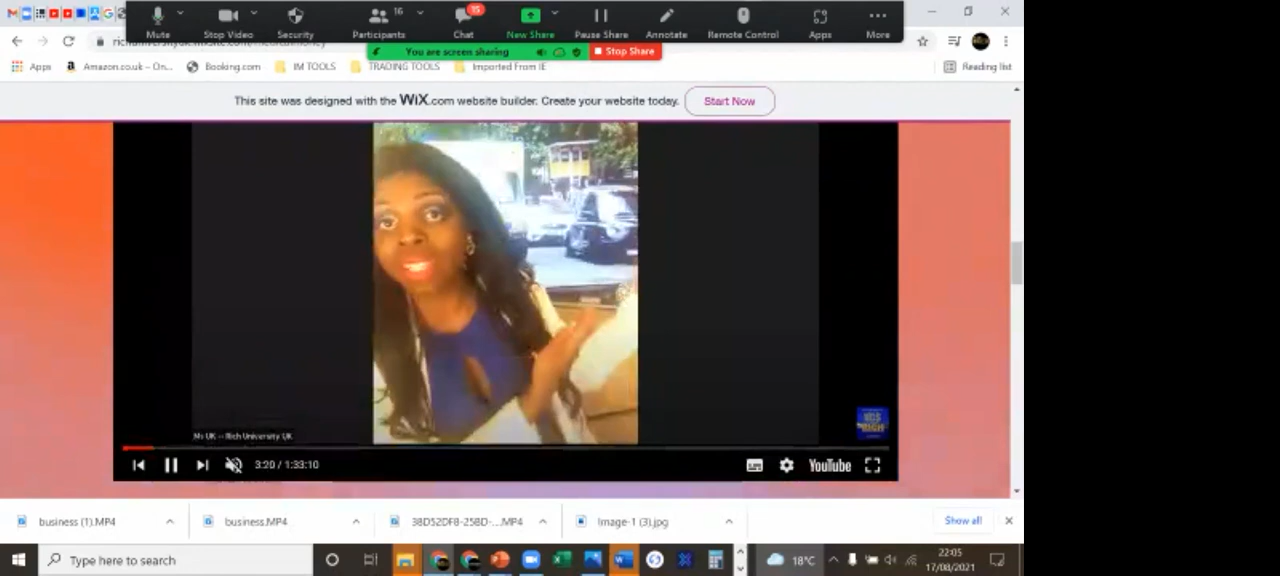 16
35
Mute
Stop Video
Security
Participants
Chat
New Share
Pause Share
Annotate
Remote Control
Apps
More
You are screen sharing
Stop Share
Apps
Amazon.co.uk – On...
Booking.com
IM TOOLS
TRADING TOOLS
Imported From IE
Reading list
This site was designed with the WiX.com website builder. Create your website today.
Start Now
Ms UK -- Rich University UK
3:20 / 1:33:10
YouTube
business (1).MP4
business.MP4
38D52DF8-25BD-....MP4
Image-1 (3).jpg
Show all
Type here to search
18°C
22:05
17/08/2021